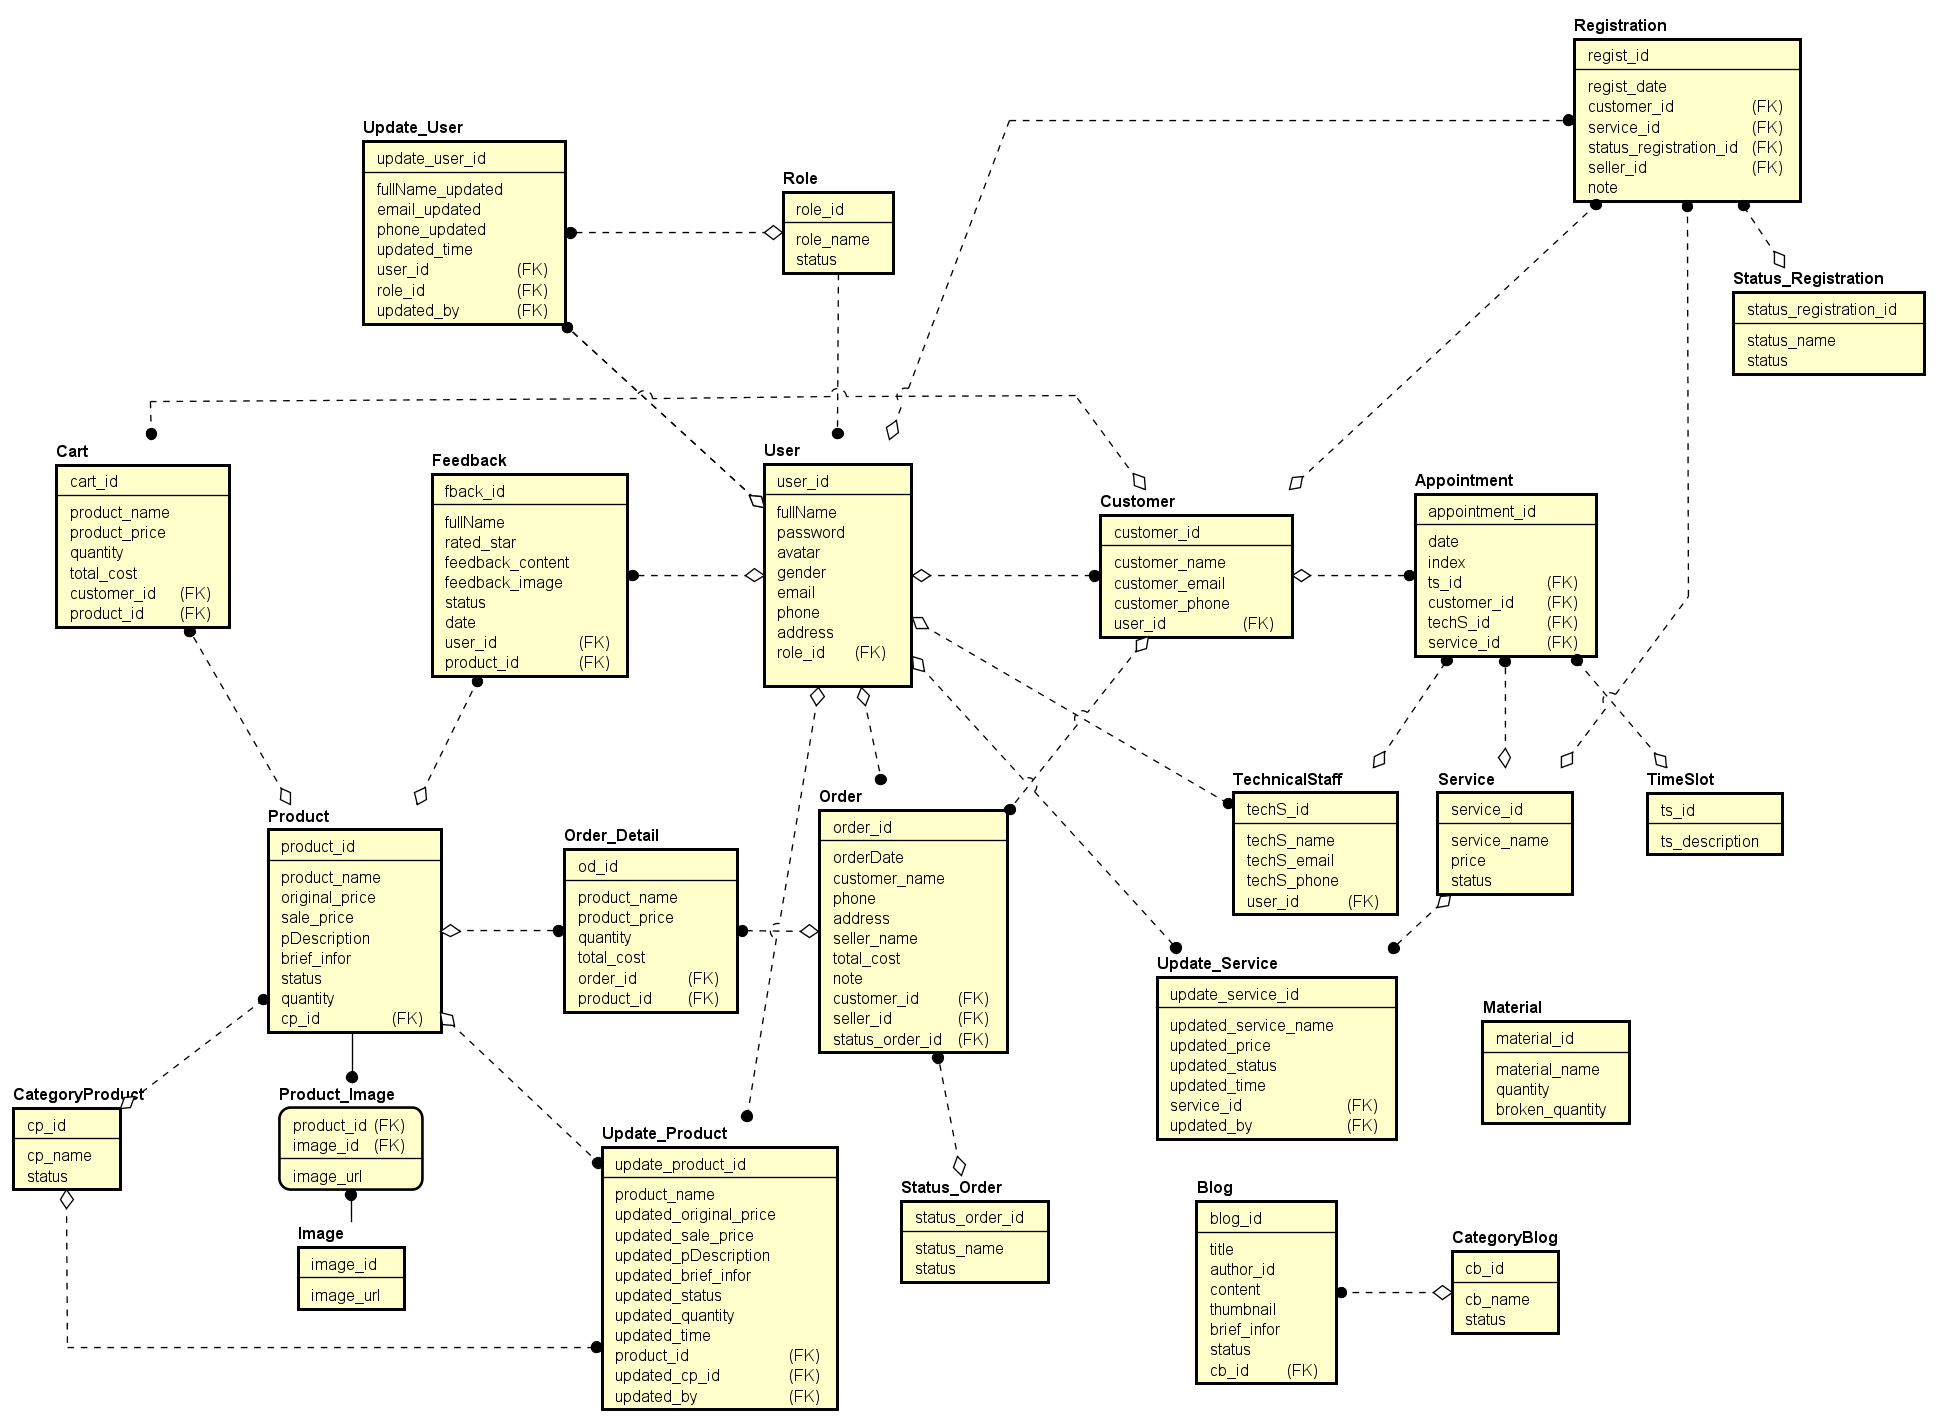 Registration
regist_id
regist_date
customer_id (FK)
service_id (FK)
status_registration_id (FK)
seller_id (FK)
note
Update_User
update_user_id
fullName_updated
email_updated
phone_updated
updated_time
user_id (FK)
role_id (FK)
updated_by (FK)
Role
role_id
role_name
status
Status_Registration
status_registration_id
status_name
status
Cart
cart_id
product_name
product_price
quantity
total_cost
customer_id (FK)
product_id (FK)
Feedback
fback_id
fullName
rated_star
feedback_content
feedback_image
status
date
user_id (FK)
product_id (FK)
User
user_id
fullName
password
avatar
gender
email
phone
address
role_id (FK)
Customer
customer_id
customer_name
customer_email
customer_phone
user_id (FK)
Appointment
appointment_id
date
index
ts_id (FK)
customer_id (FK)
techS_id (FK)
service_id (FK)
Product
product_id
product_name
original_price
sale_price
pDescription
brief_infor
status
quantity
cp_id (FK)
Order_Detail
od_id
product_name
product_price
quantity
total_cost
order_id (FK)
product_id (FK)
Order
order_id
orderDate
customer_name
phone
address
seller_name
total_cost
note
customer_id (FK)
seller_id (FK)
status_order_id (FK)
TechnicalStaff
techS_id
techS_name
techS_email
techS_phone
user_id (FK)
Service
service_id
service_name
price
status
TimeSlot
ts_id
ts_description
Update_Service
update_service_id
updated_service_name
updated_price
updated_status
updated_time
service_id (FK)
updated_by (FK)
Material
material_id
material_name
quantity
broken_quantity
CategoryProduct
cp_id
cp_name
status
Product_Image
product_id (FK)
image_id (FK)
image_url
Image
image_id
image_url
Update_Product
update_product_id
product_name
updated_original_price
updated_sale_price
updated_pDescription
updated_brief_infor
updated_status
updated_quantity
updated_time
product_id (FK)
updated_cp_id (FK)
updated_by (FK)
Status_Order
status_order_id
status_name
status
Blog
blog_id
title
author_id
content
thumbnail
brief_infor
status
cb_id (FK)
CategoryBlog
cb_id
cb_name
status